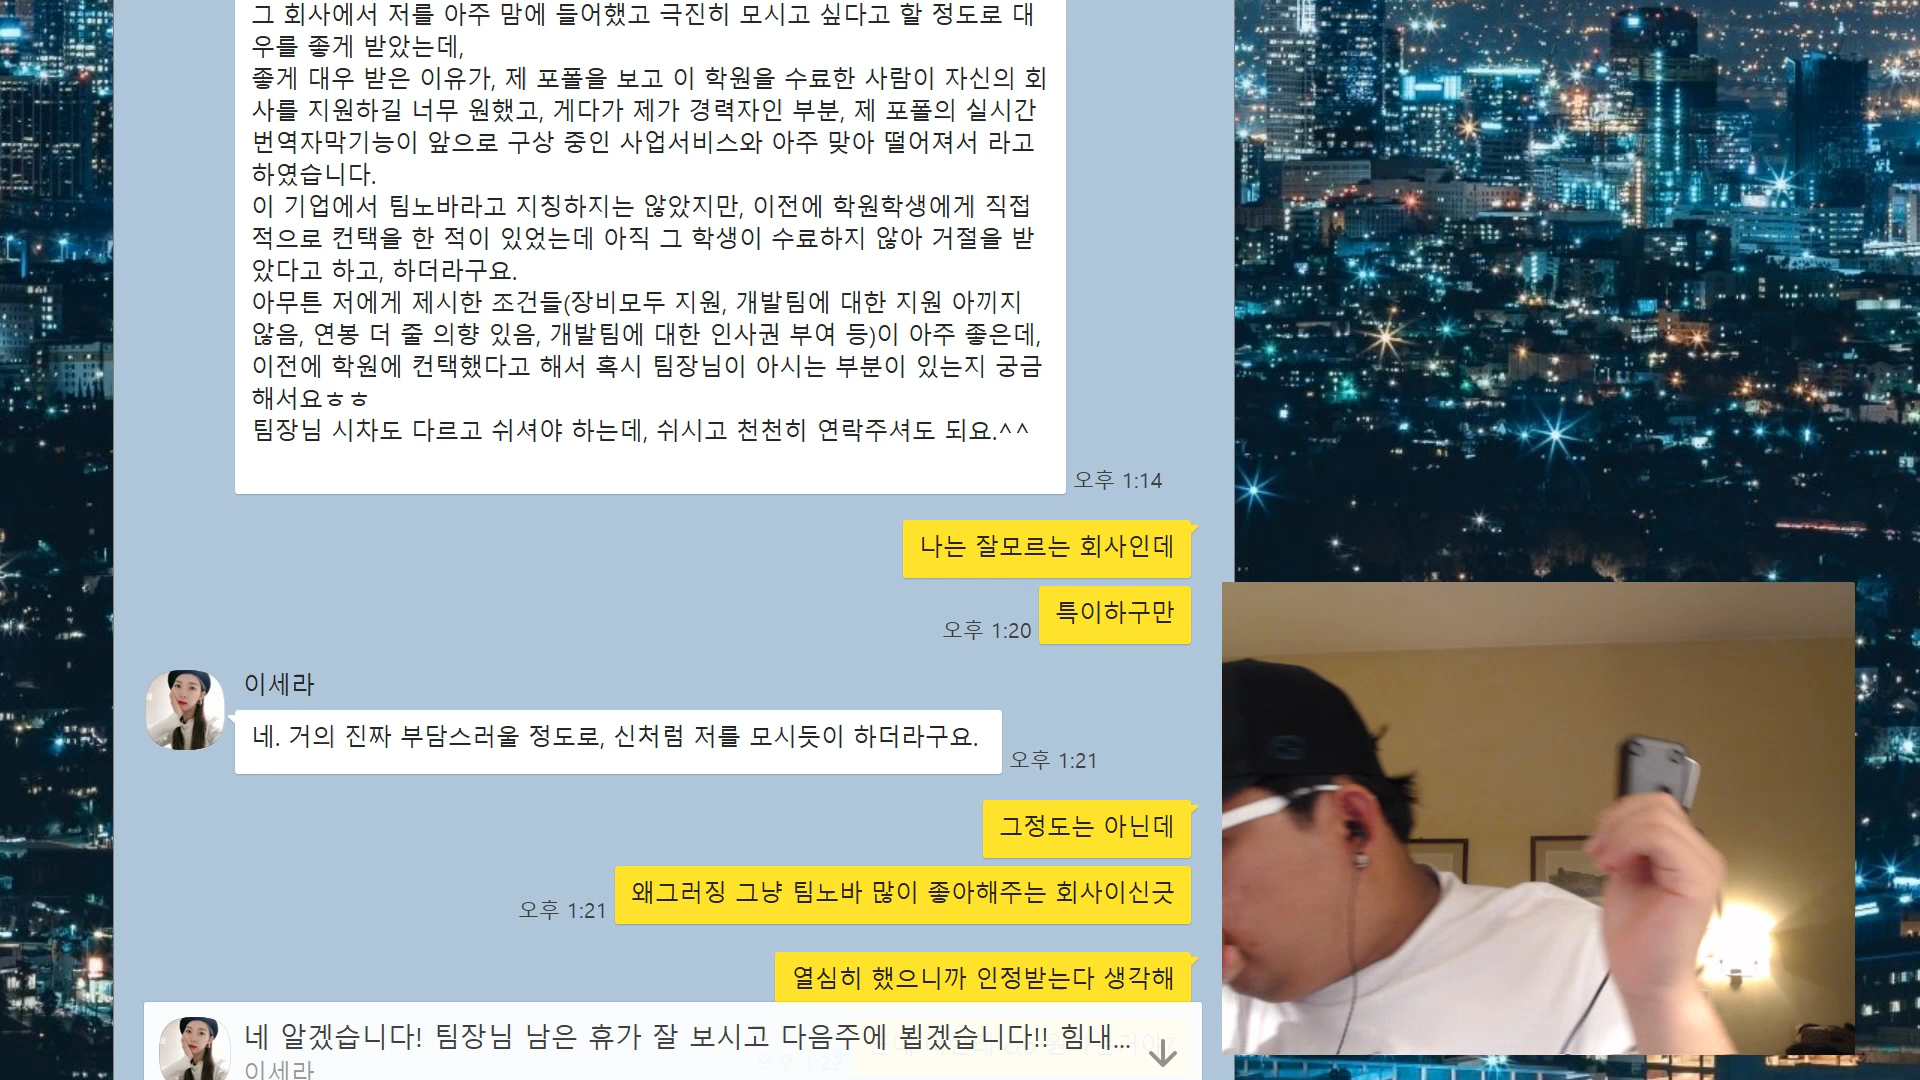 그 회사에서 저를 아주 맘에 들어했고 극진히 모시고 싶다고 할 정도로 대
우를 좋게 받았는데,
좋게 대우 받은 이유가, 제 포폴을 보고 이 학원을 수료한 사람이 자신의 회
사를 지원하길 너무 원했고, 게다가 제가 경력자인 부분, 제 포폴의 실시간
번역자막기능이 앞으로 구상 중인 사업서비스와 아주 맞아 떨어져서 라고
하였습니다.
이 기업에서 팀노바라고 지칭하지는 않았지만, 이전에 학원학생에게 직접
적으로 컨택을 한 적이 있었는데 아직 그 학생이 수료하지 않아 거절을 받
았다고 하고, 하더라구요.
아무튼 저에게 제시한 조건들(장비모두 지원, 개발팀에 대한 지원 아끼지
않음, 연봉 더 줄 의향 있음, 개발팀에 대한 인사권 부여 등)이 아주 좋은데,
이전에 학원에 컨택했다고 해서 혹시 팀장님이 아시는 부분이 있는지 궁금
해서요ㅎㅎ
팀장님 시차도 다르고 쉬셔야 하는데, 쉬시고 천천히 연락주셔도 되요.^^
오후 1:14
나는 잘모르는 회사인데
특이하구만
오후 1:20
이세라
네. 거의 진짜 부담스러울 정도로, 신처럼 저를 모시듯이 하더라구요.
오후 1:21
그정도는 아닌데
왜그러징 그냥 팀노바 많이 좋아해주는 회사이신긋
오후 1:21
열심히 했으니까 인정받는다 생각해
네 알겠습니다! 팀장님 남은 휴가 잘 보시고 다음주에 뵙겠습니다!! 힘내...
오후 1:22
이세라